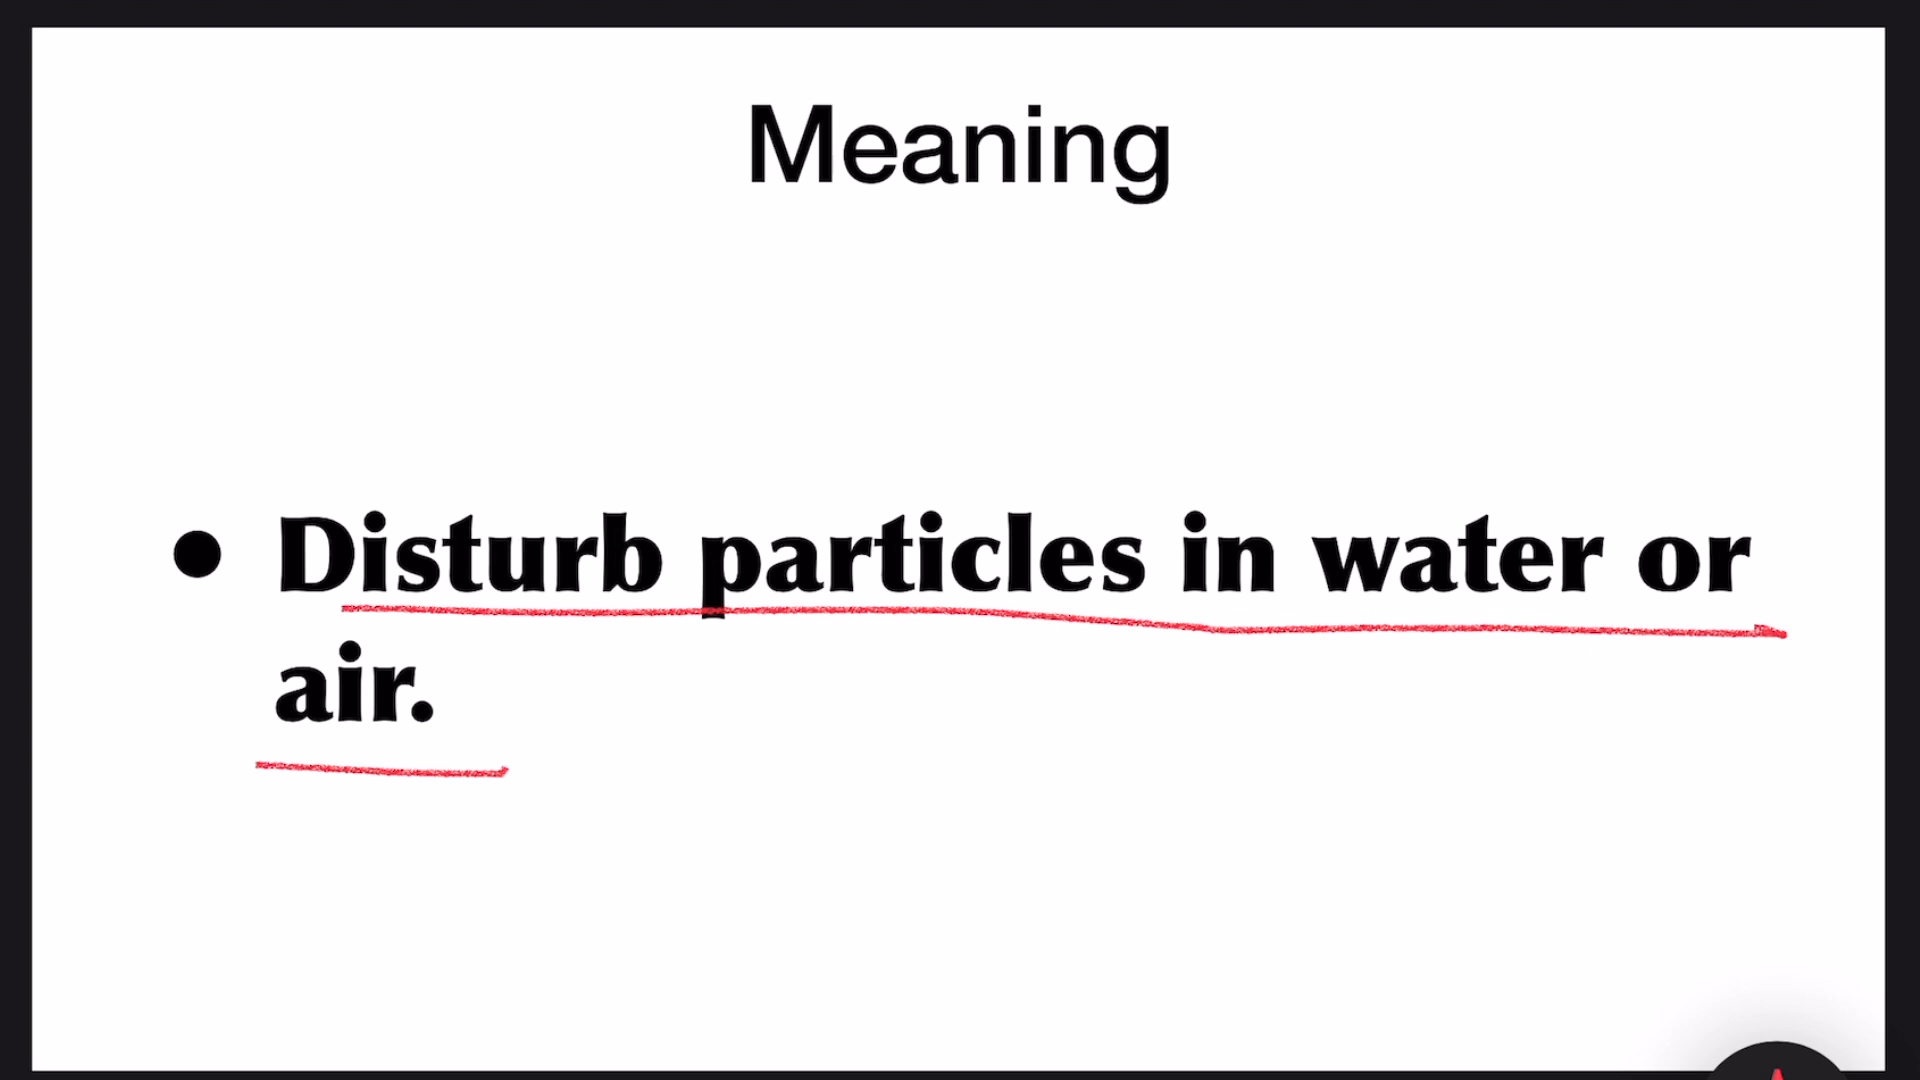 Meaning
• Disturb particles in water or
air.